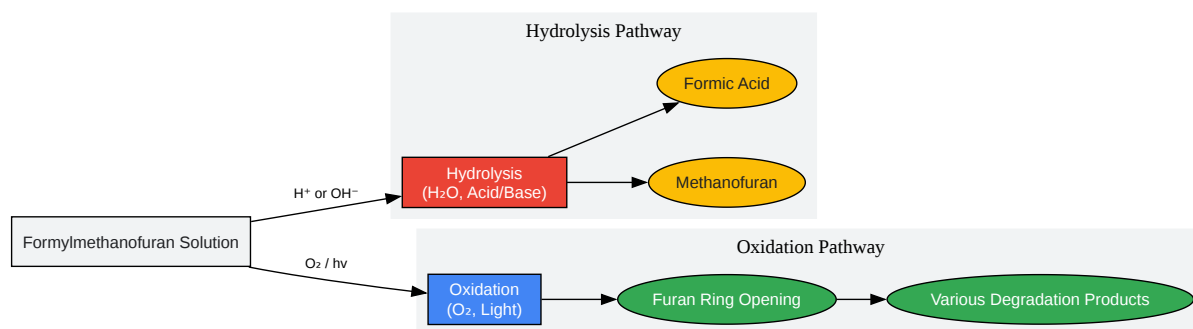 Hydrolysis Pathway
Formic Acid
Hydrolysis
(H₂O, Acid/Base)
Methanofuran
H⁺ or OH⁻
Formylmethanofuran Solution
O₂ / hv
Oxidation Pathway
Oxidation
(O₂, Light)
Furan Ring Opening
Various Degradation Products